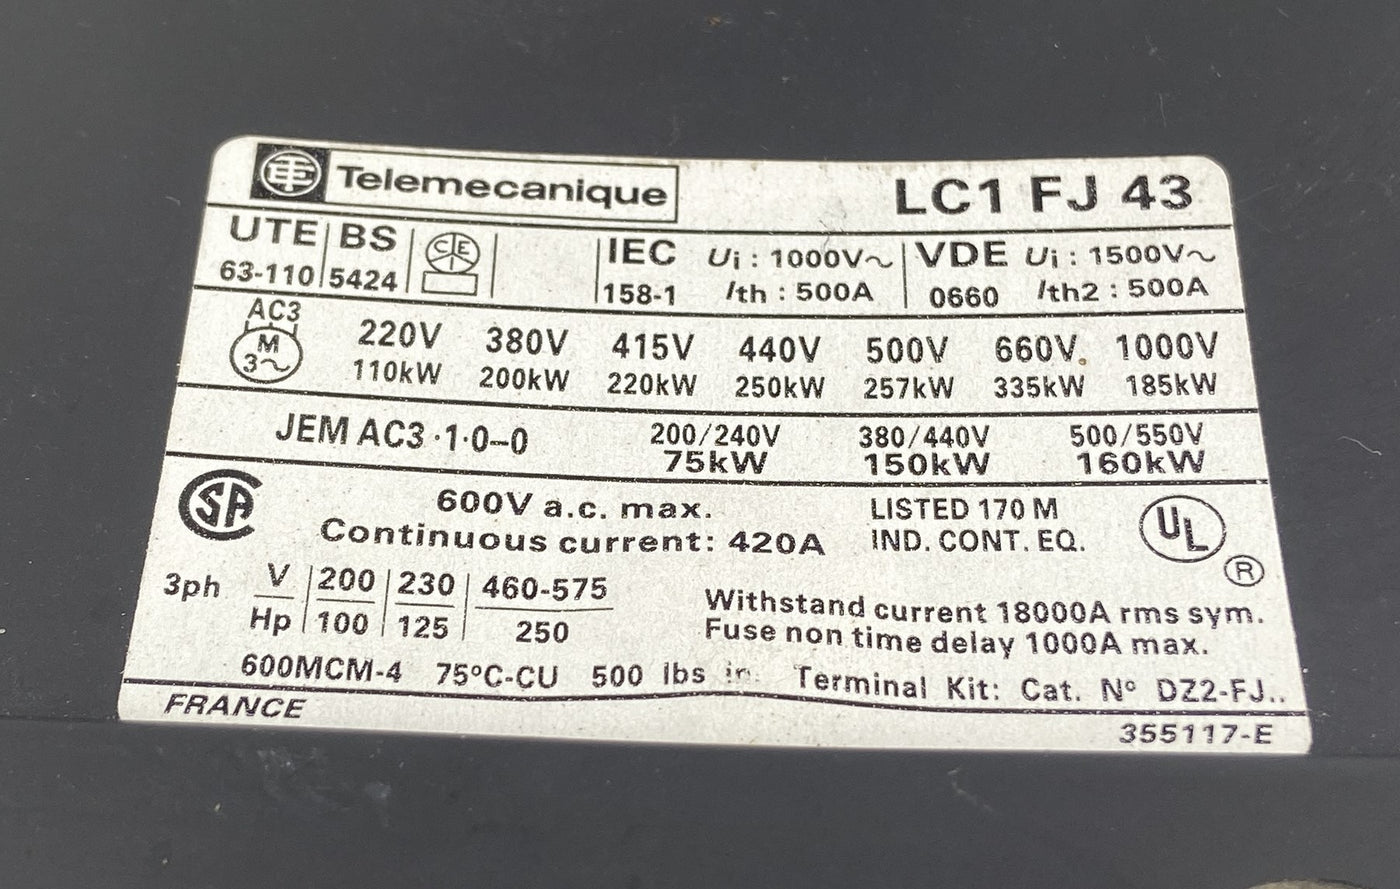 Telemecanique LC1 FJ 43
UTE 63-110
BS 5424
CEI
IEC 158-1
Ui : 1000V~
Ith : 500A
VDE 0660
Ui : 1500V~
Ith2 : 500A
AC3
M
3~
220V 380V 415V 440V 500V 660V 1000V
110kW 200kW 220kW 250kW 257kW 335kW 185kW
JEM AC3·1·0-0
200/240V 380/440V 500/550V
75kW 150kW 160kW
SA
600V a.c. max.
Continuous current: 420A
LISTED 170 M
IND. CONT. EQ.
UL
®
3ph
V 200 230 460-575
Hp 100 125 250
Withstand current 18000A rms sym.
Fuse non time delay 1000A max.
600MCM-4 75°C-CU 500 lbs in. Terminal Kit: Cat. N° DZ2-FJ..
FRANCE
355117-E